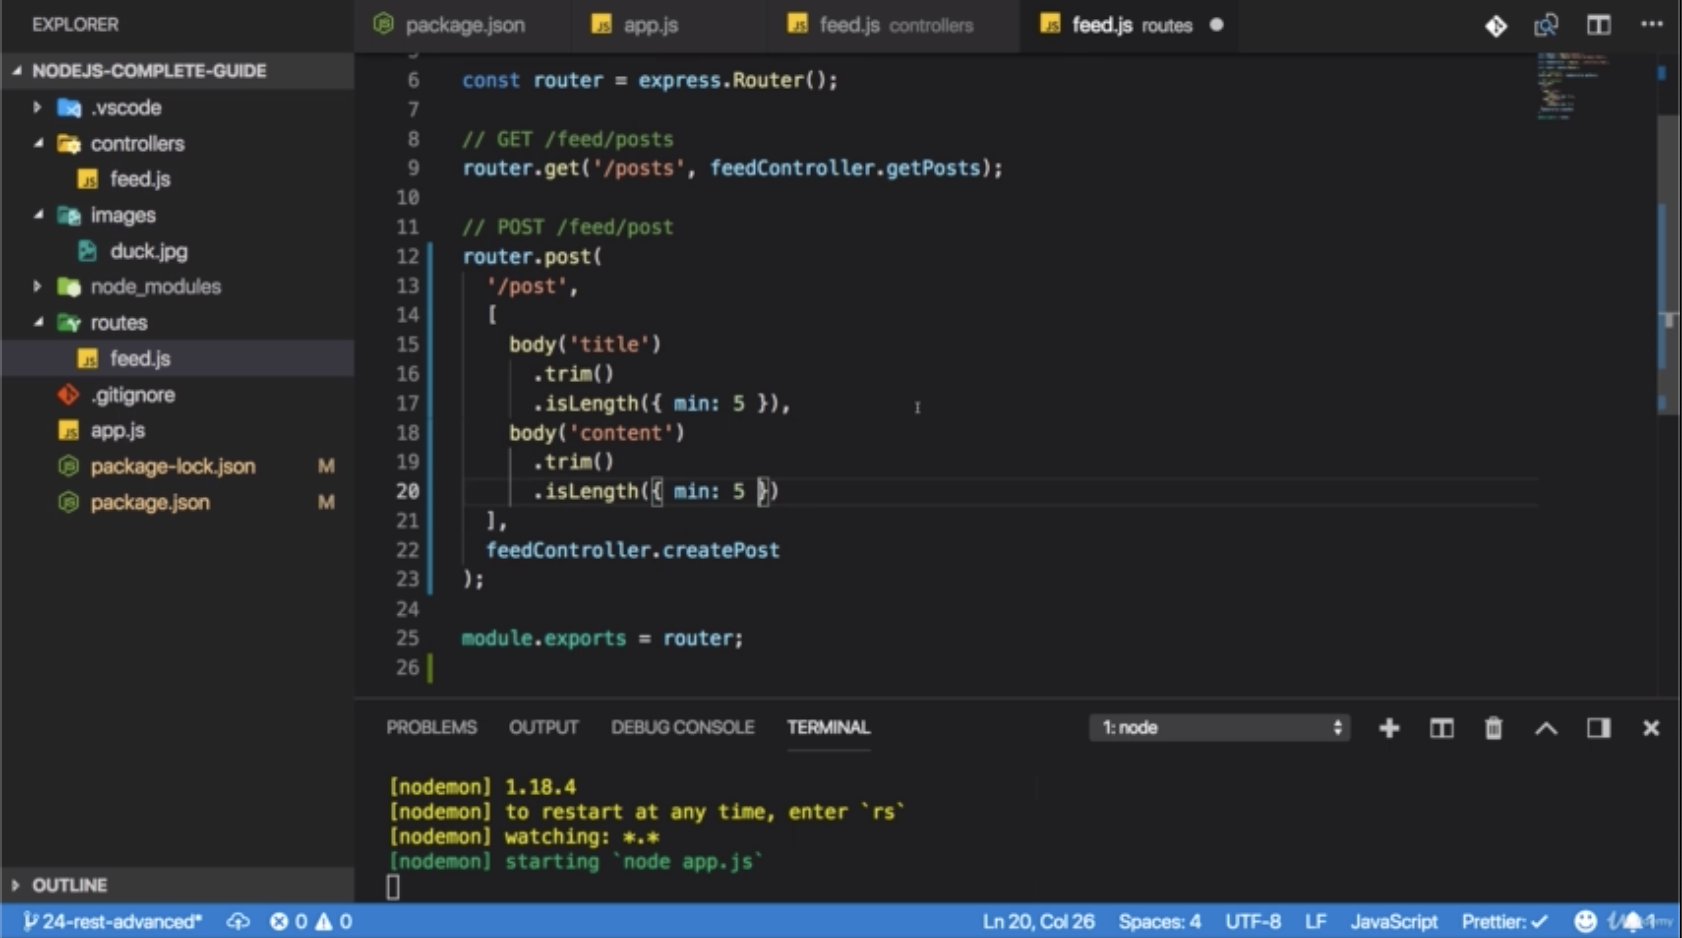 EXPLORER
package.json
app.js
feed.js controllers
feed.js routes
NODEJS-COMPLETE-GUIDE
.vscode
controllers
feed.js
images
duck.jpg
node_modules
routes
feed.js
.gitignore
app.js
package-lock.json M
package.json M
OUTLINE
6 const router = express.Router();
7
8 // GET /feed/posts
9 router.get('/posts', feedController.getPosts);
10
11 // POST /feed/post
12 router.post(
13 '/post',
14 [
15 body('title')
16 .trim()
17 .isLength({ min: 5 }),
18 body('content')
19 .trim()
20 .isLength({ min: 5 })
21 ],
22 feedController.createPost
23 );
24
25 module.exports = router;
26
PROBLEMS OUTPUT DEBUG CONSOLE TERMINAL 1: node
[nodemon] 1.18.4
[nodemon] to restart at any time, enter `rs`
[nodemon] watching: *.*
[nodemon] starting `node app.js`
24-rest-advanced* 0 0 Ln 20, Col 26 Spaces: 4 UTF-8 LF JavaScript Prettier: ✓ 1